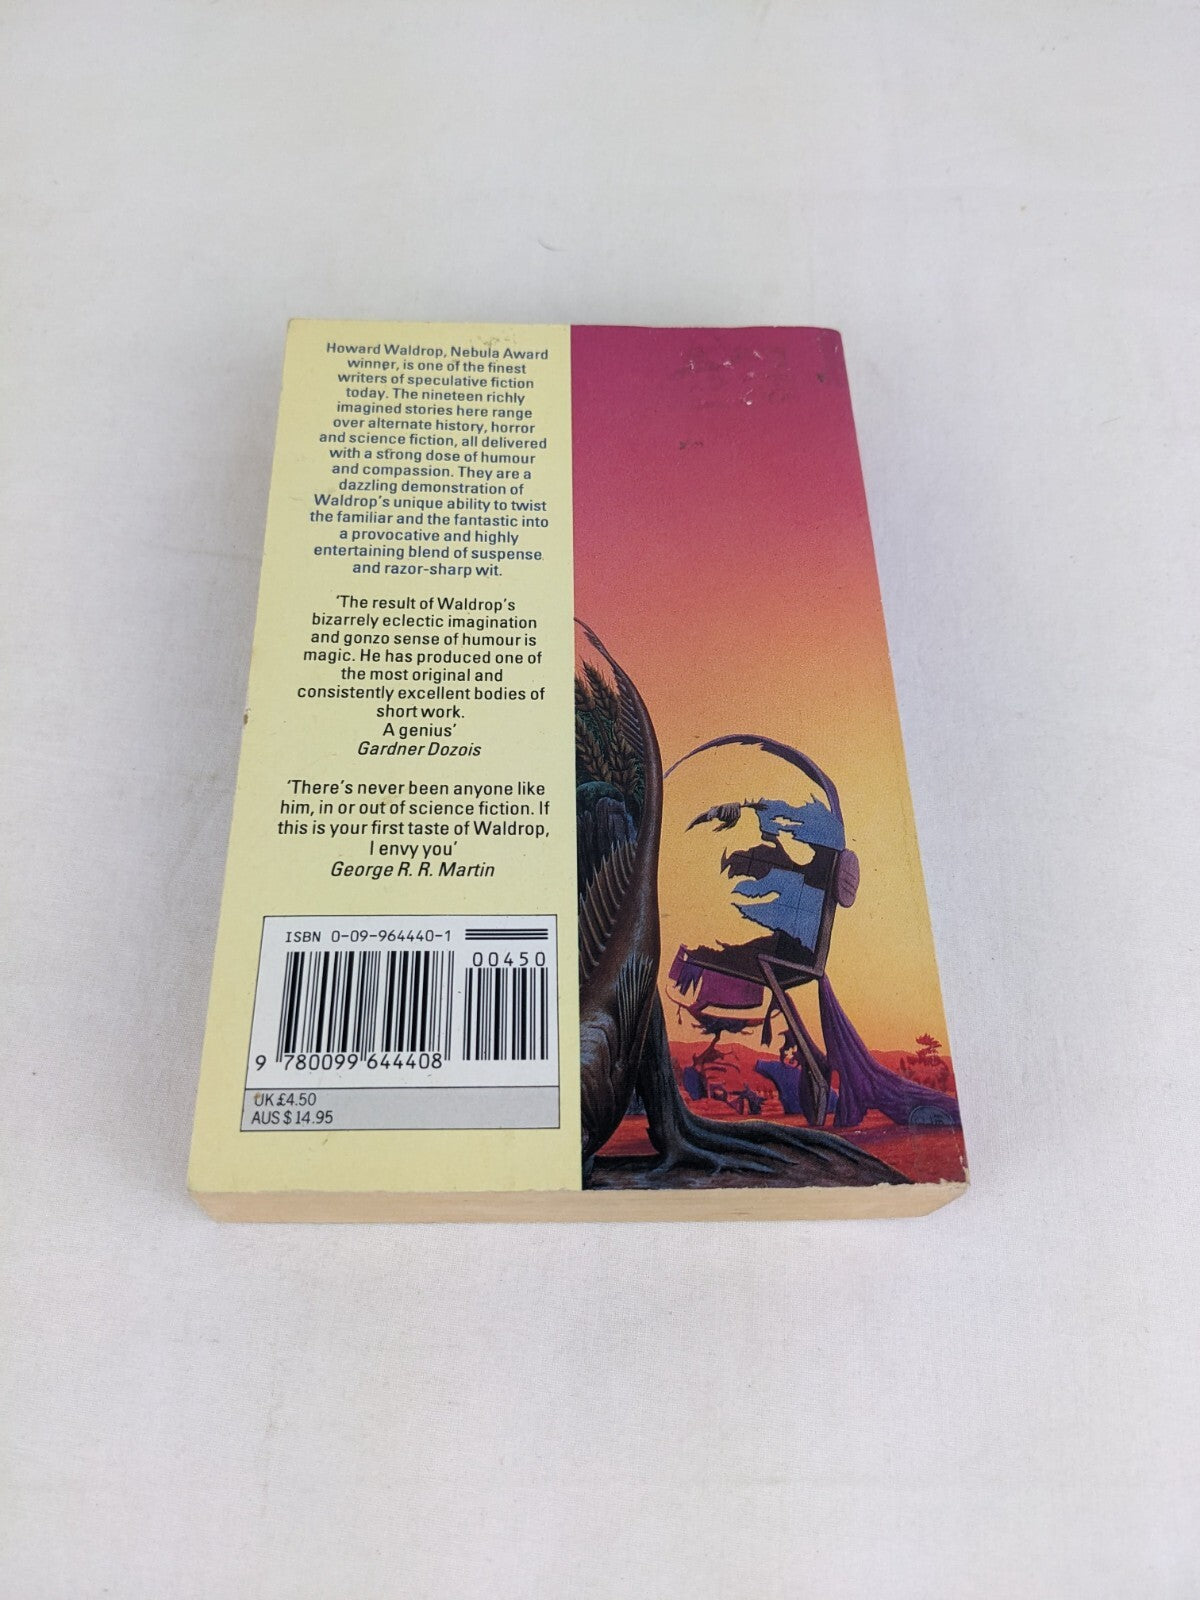 Howard Waldrop, Nebula Award
winner, is one of the finest
writers of speculative fiction
today. The nineteen richly
imagined stories here range
over alternate history, horror
and science fiction, all delivered
with a strong dose of humour
and compassion. They are a
dazzling demonstration of
Waldrop's unique ability to twist
the familiar and the fantastic into
a provocative and highly
entertaining blend of suspense
and razor-sharp wit.
'The result of Waldrop's
bizarrely eclectic imagination
and gonzo sense of humour is
magic. He has produced one of
the most original and
consistently excellent bodies of
short work.
A genius'
Gardner Dozois
'There's never been anyone like
him, in or out of science fiction. If
this is your first taste of Waldrop,
I envy you'
George R. R. Martin
ISBN 0-09-964440-1
00450
9 780099 644408
UK £4.50
AUS $ 14.95